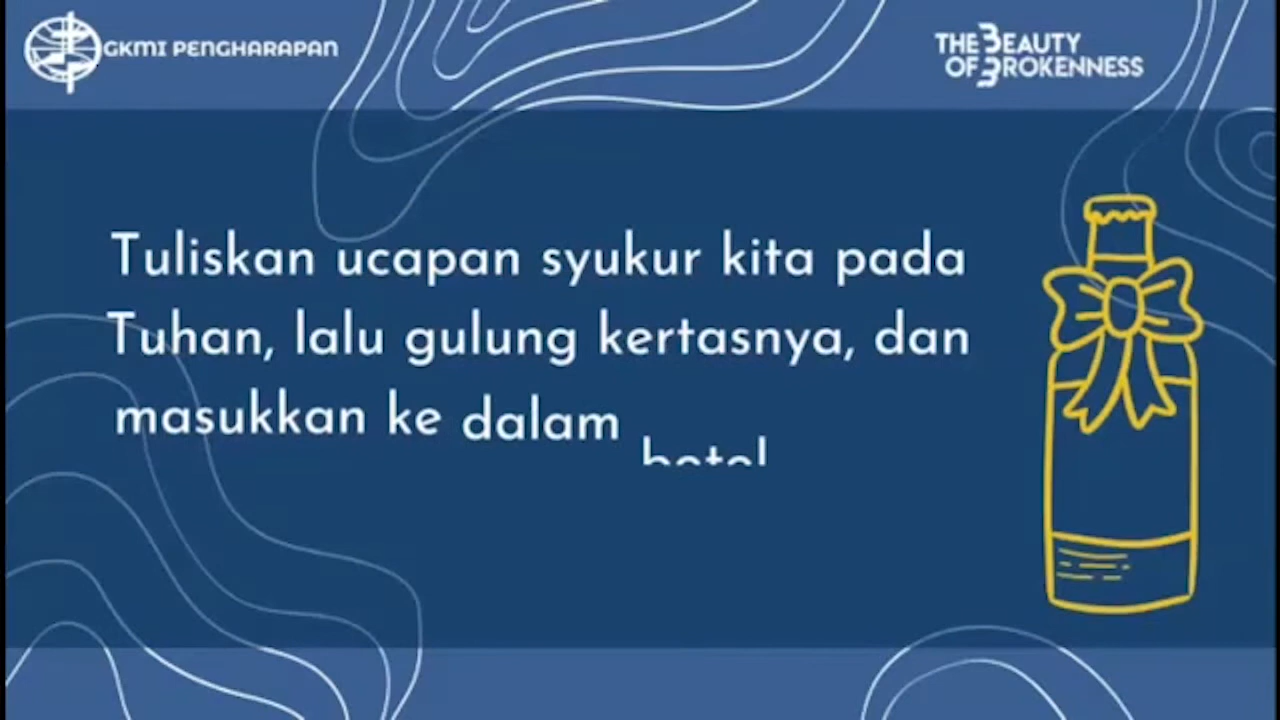 GKMI PENGHARAPAN
THE BEAUTY
OF BROKENNESS
Tuliskan ucapan syukur kita pada
Tuhan, lalu gulung kertasnya, dan
masukkan ke dalam botol